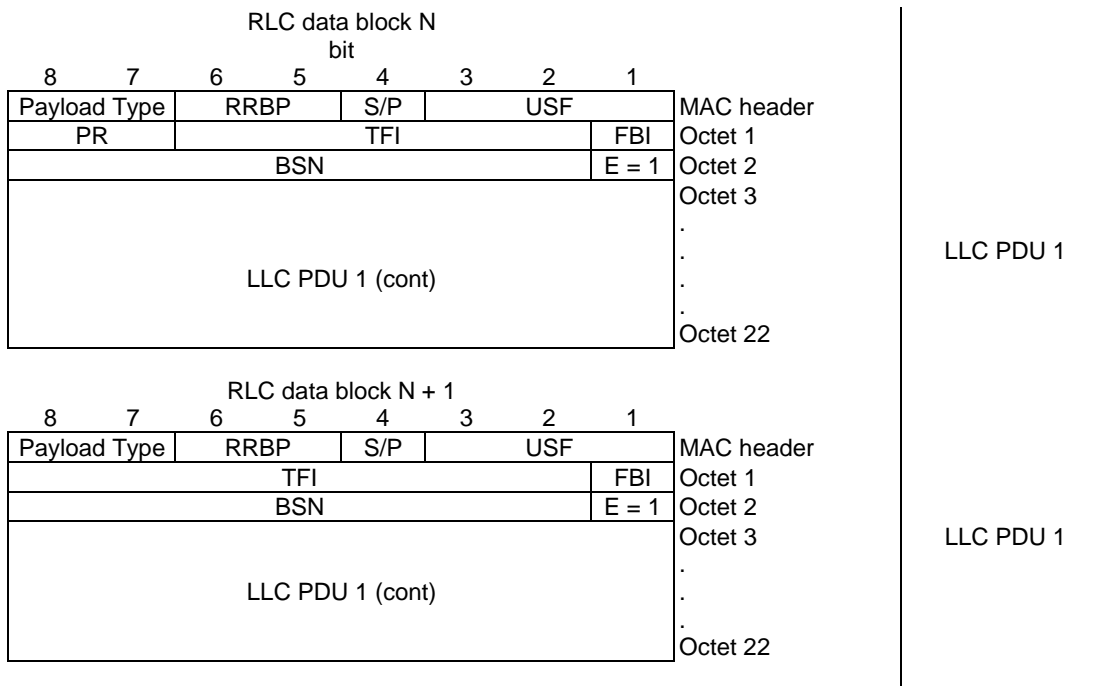 RLC data block N
bit
8 7 6 5 4 3 2 1
Payload Type RRBP S/P USF MAC header
PR TFI FBI Octet 1
BSN E = 1 Octet 2
Octet 3
.
. LLC PDU 1
LLC PDU 1 (cont) .
.
Octet 22
RLC data block N + 1
8 7 6 5 4 3 2 1
Payload Type RRBP S/P USF MAC header
TFI FBI Octet 1
BSN E = 1 Octet 2
Octet 3 LLC PDU 1
.
LLC PDU 1 (cont) .
.
Octet 22